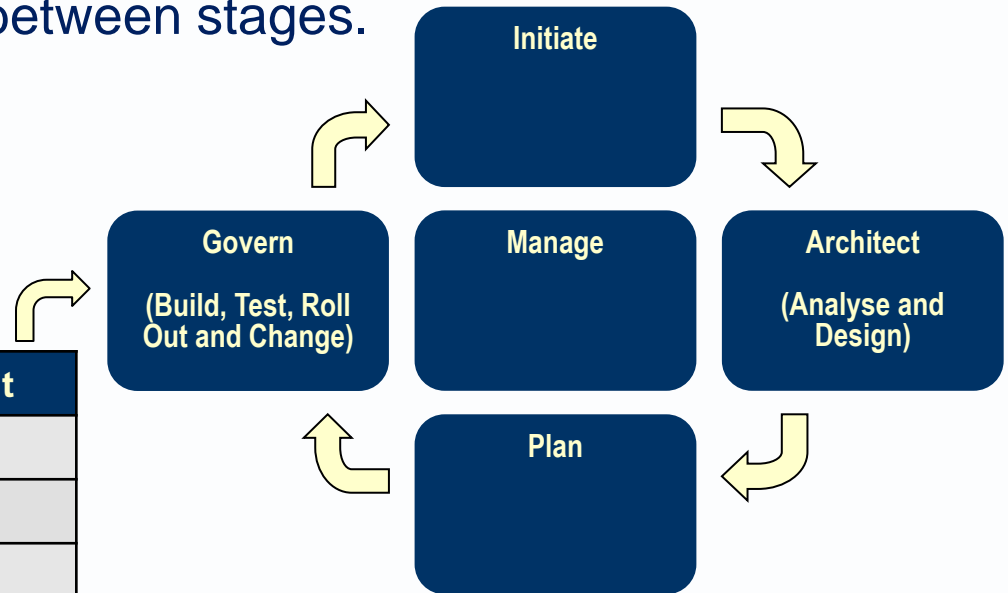 between stages.
Initiate
Govern
(Build, Test, Roll
Out and Change)
Manage
Architect
(Analyse and
Design)
t
Plan